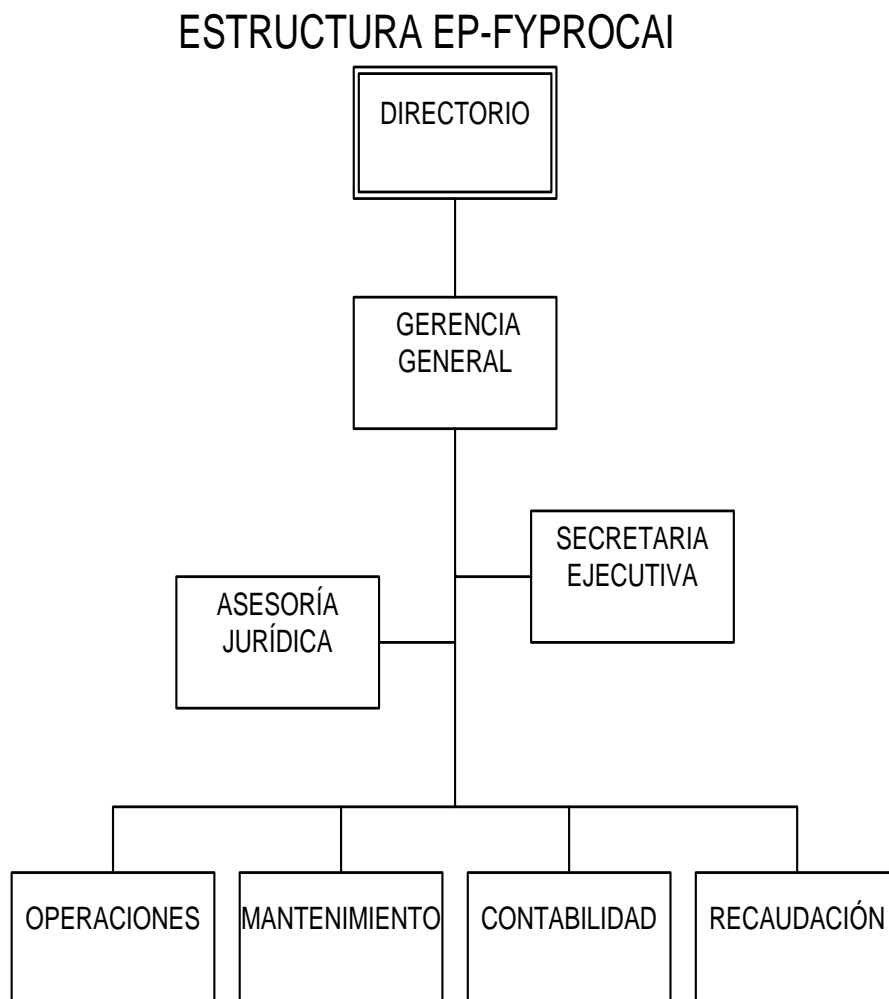 ESTRUCTURA EP-FYPROCAI
DIRECTORIO
GERENCIA
GENERAL
SECRETARIA
EJECUTIVA
ASESORÍA
JURÍDICA
OPERACIONES
MANTENIMIENTO
CONTABILIDAD
RECAUDACIÓN